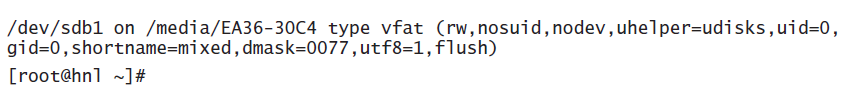 /dev/sdb1 on /media/EA36-30C4 type vfat (rw,nosuid,nodev,uhelper=udisks,uid=0,
gid=0,shortname=mixed,dmask=0077,utf8=1,flush)
[root@hnl ~]#